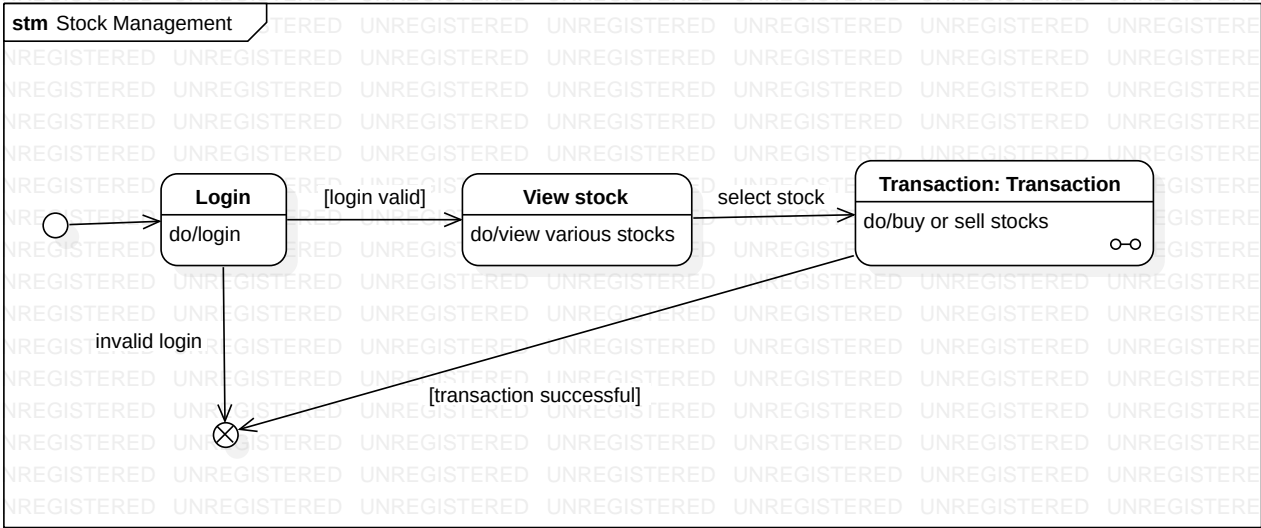 stm Stock Management
Login
do/login
[login valid]
View stock
do/view various stocks
select stock
Transaction: Transaction
do/buy or sell stocks
invalid login
[transaction successful]
UNREGISTERED